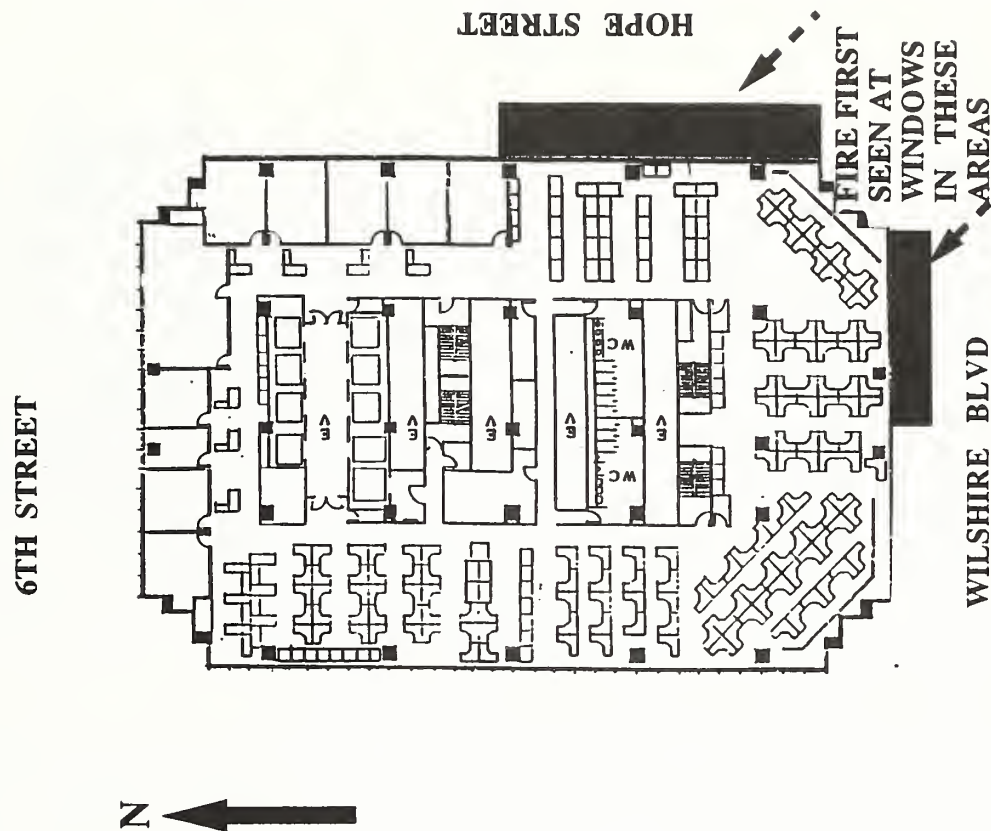 HOPE STREET
FIRE FIRST
SEEN AT
WINDOWS
IN THESE
AREAS
6TH STREET
WC
WC
WILSHIRE BLVD
N